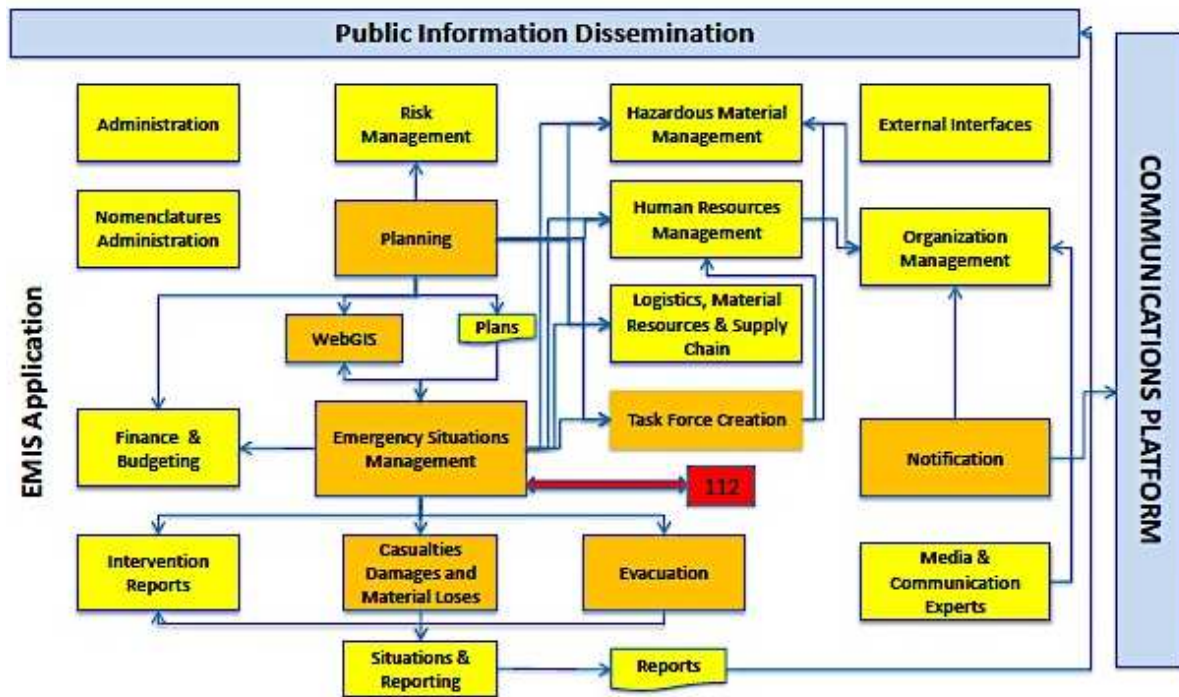 Public Information Dissemination
Administration
Risk
Management
Hazardous Material
Management
External Interfaces
Nomenclatures
Administration
Planning
Human Resources
Management
Organization
Management
WebGIS
Plans
Logistics, Material
Resources & Supply
Chain
Finance &
Budgeting
Emergency Situations
Management
Task Force Creation
Notification
112
Intervention
Reports
Casualties
Damages and
Material Loses
Evacuation
Media &
Communication
Experts
Situations &
Reporting
Reports
EMIS Application
COMMUNICATIONS PLATFORM